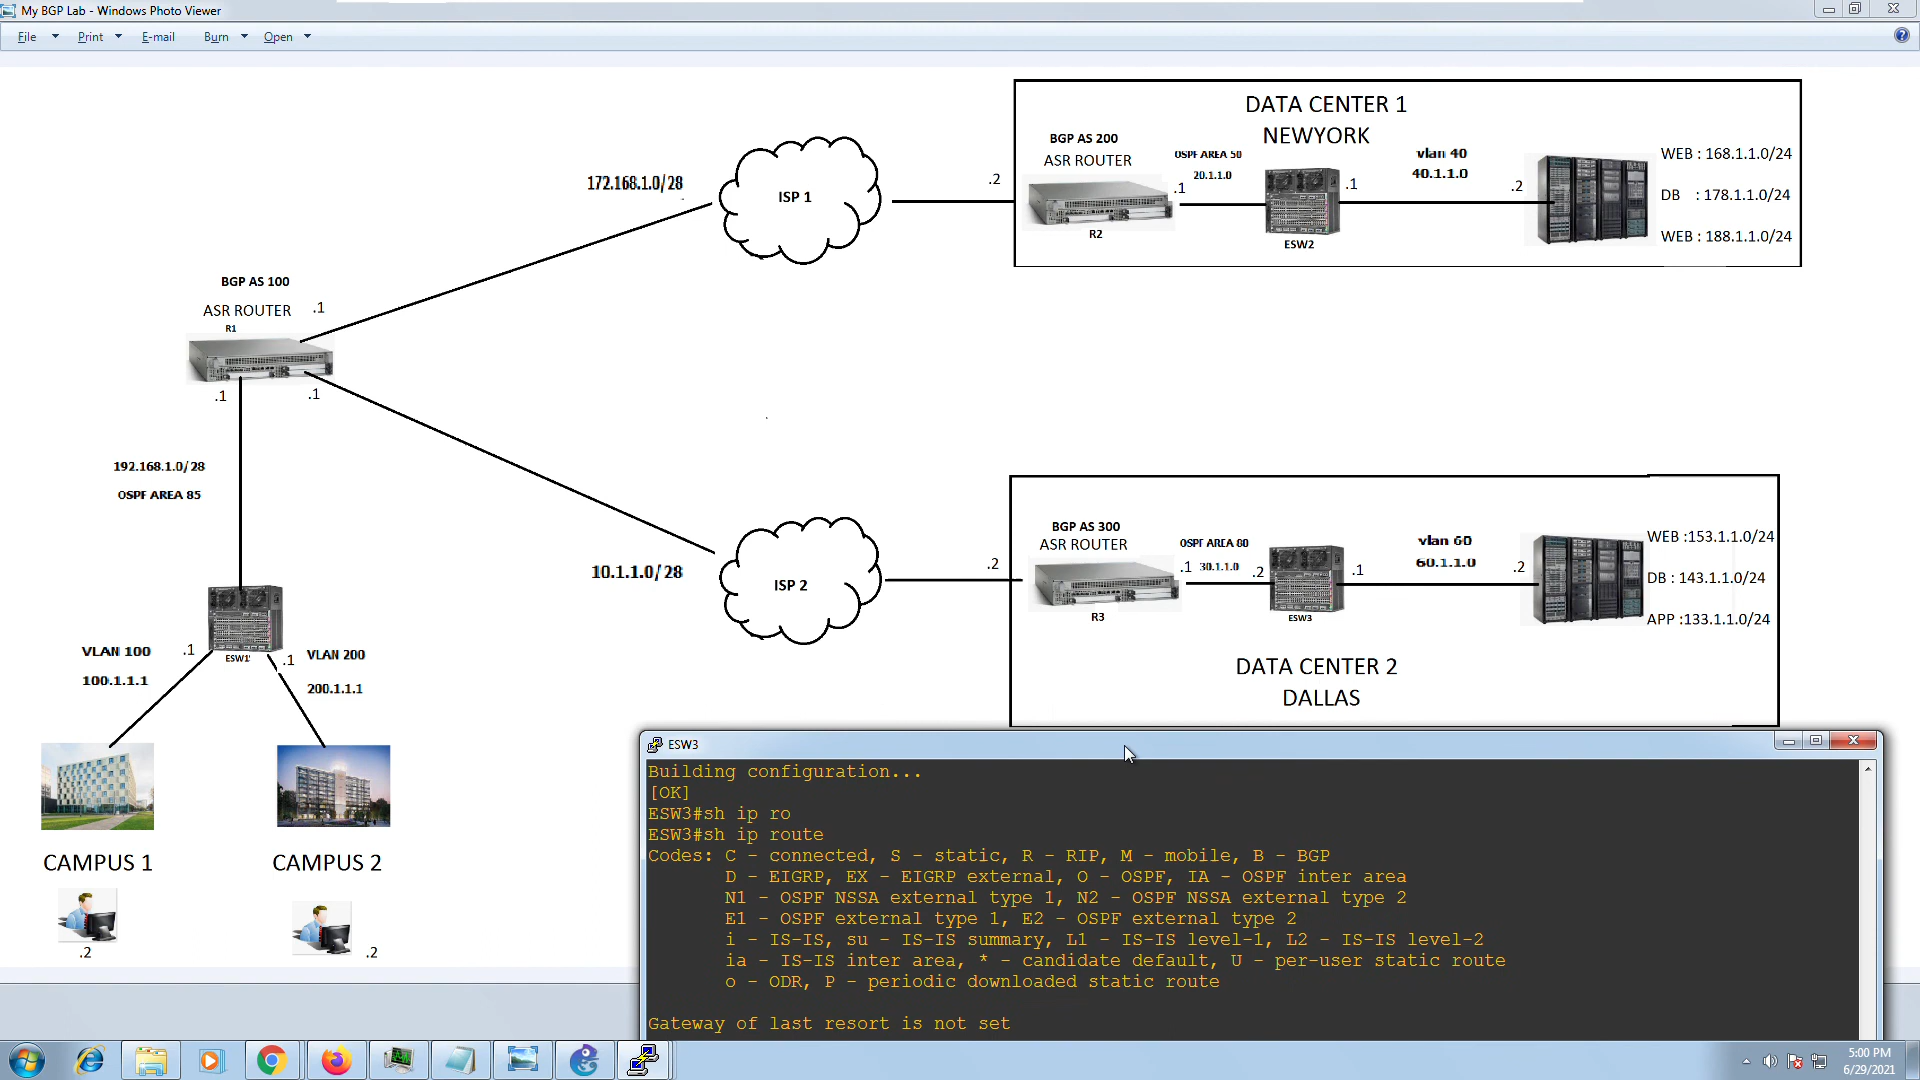 My BGP Lab - Windows Photo Viewer
File Print E-mail Burn Open
DATA CENTER 1
NEWYORK
BGP AS 200
ASR ROUTER
R2
.2
.1
OSPF AREA 50
20.1.1.0
ESW2
.1
vlan 40
40.1.1.0
.2
WEB : 168.1.1.0/24
DB : 178.1.1.0/24
WEB : 188.1.1.0/24
172.168.1.0/28
ISP 1
BGP AS 100
ASR ROUTER
R1
.1
.1
.1
192.168.1.0/28
OSPF AREA 85
10.1.1.0/28
ISP 2
.2
BGP AS 300
ASR ROUTER
R3
OSPF AREA 80
.1 30.1.1.0 .2
ESW3
.1
vlan 60
60.1.1.0
.2
WEB :153.1.1.0/24
DB : 143.1.1.0/24
APP :133.1.1.0/24
DATA CENTER 2
DALLAS
ESW1
VLAN 100
100.1.1.1
.1
.1
VLAN 200
200.1.1.1
CAMPUS 1
CAMPUS 2
.2
.2
ESW3
Building configuration...
[OK]
ESW3#sh ip ro
ESW3#sh ip route
Codes: C - connected, S - static, R - RIP, M - mobile, B - BGP
D - EIGRP, EX - EIGRP external, O - OSPF, IA - OSPF inter area
N1 - OSPF NSSA external type 1, N2 - OSPF NSSA external type 2
E1 - OSPF external type 1, E2 - OSPF external type 2
i - IS-IS, su - IS-IS summary, L1 - IS-IS level-1, L2 - IS-IS level-2
ia - IS-IS inter area, * - candidate default, U - per-user static route
o - ODR, P - periodic downloaded static route
Gateway of last resort is not set
5:00 PM
6/29/2021